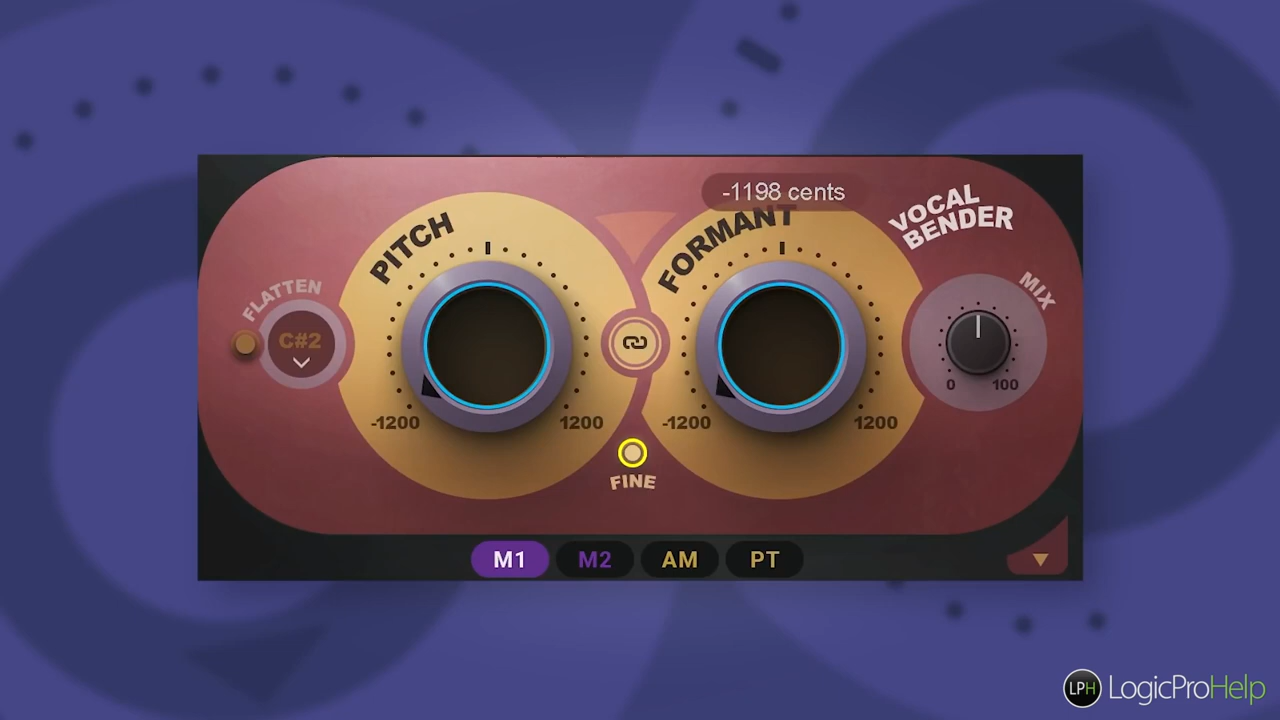 -1198 cents
PITCH
FORMANT
VOCAL
BENDER
FLATTEN
C#2
MIX
0
100
-1200
1200
-1200
1200
FINE
M1
M2
AM
PT
LPH
LogicProHelp